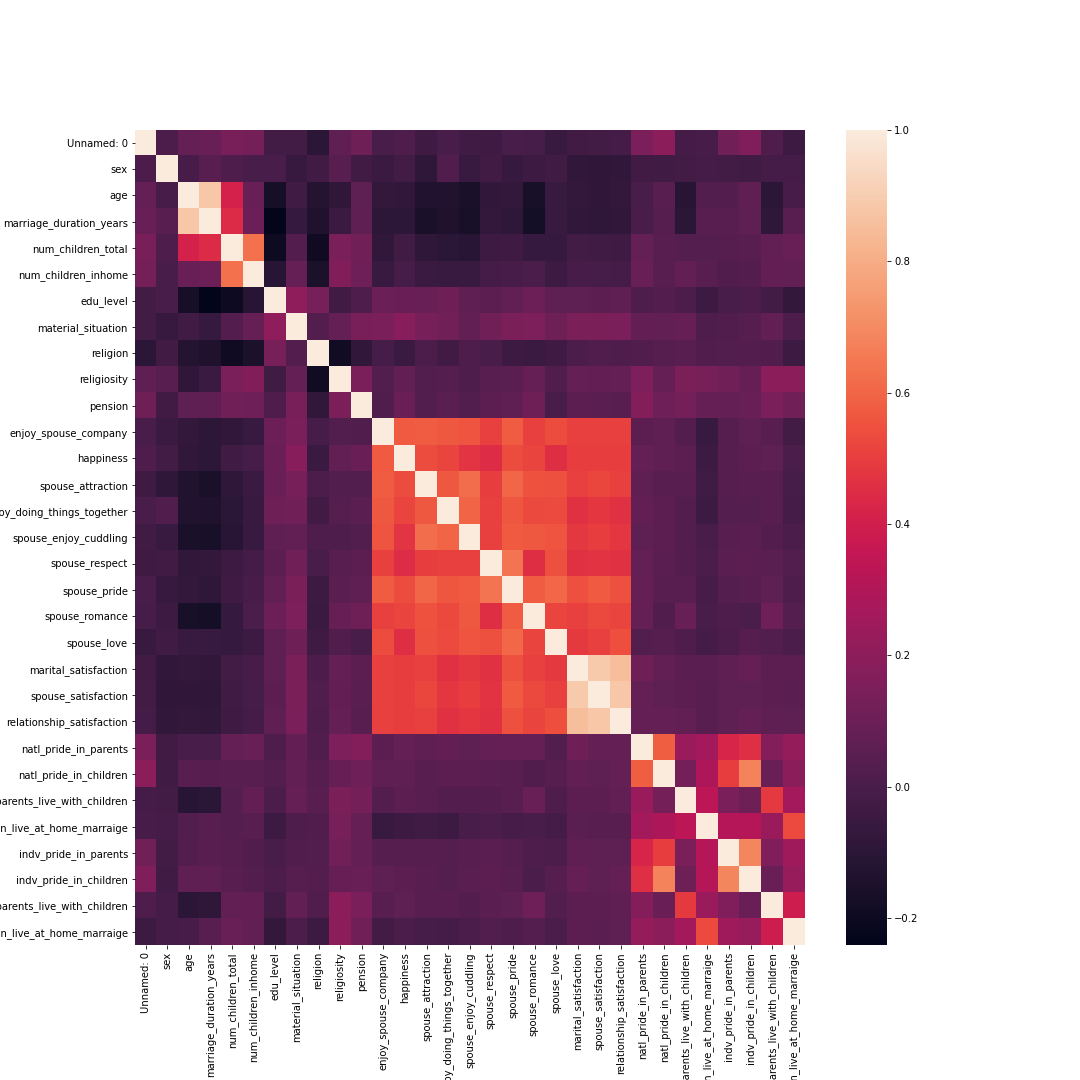 Unnamed: 0
sex
age
marriage_duration_years
num_children_total
num_children_inhome
edu_level
material_situation
religion
religiosity
pension
enjoy_spouse_company
happiness
spouse_attraction
oy_doing_things_together
spouse_enjoy_cuddling
spouse_respect
spouse_pride
spouse_romance
spouse_love
marital_satisfaction
spouse_satisfaction
relationship_satisfaction
natl_pride_in_parents
natl_pride_in_children
parents_live_with_children
n_live_at_home_marraige
indv_pride_in_parents
indv_pride_in_children
parents_live_with_children
n_live_at_home_marraige
1.0
0.8
0.6
0.4
0.2
0.0
−0.2
Unnamed: 0
sex
age
marriage_duration_years
num_children_total
num_children_inhome
edu_level
material_situation
religion
religiosity
pension
enjoy_spouse_company
happiness
spouse_attraction
oy_doing_things_together
spouse_enjoy_cuddling
spouse_respect
spouse_pride
spouse_romance
spouse_love
marital_satisfaction
spouse_satisfaction
relationship_satisfaction
natl_pride_in_parents
natl_pride_in_children
arents_live_with_children
n_live_at_home_marraige
indv_pride_in_parents
indv_pride_in_children
arents_live_with_children
n_live_at_home_marraige